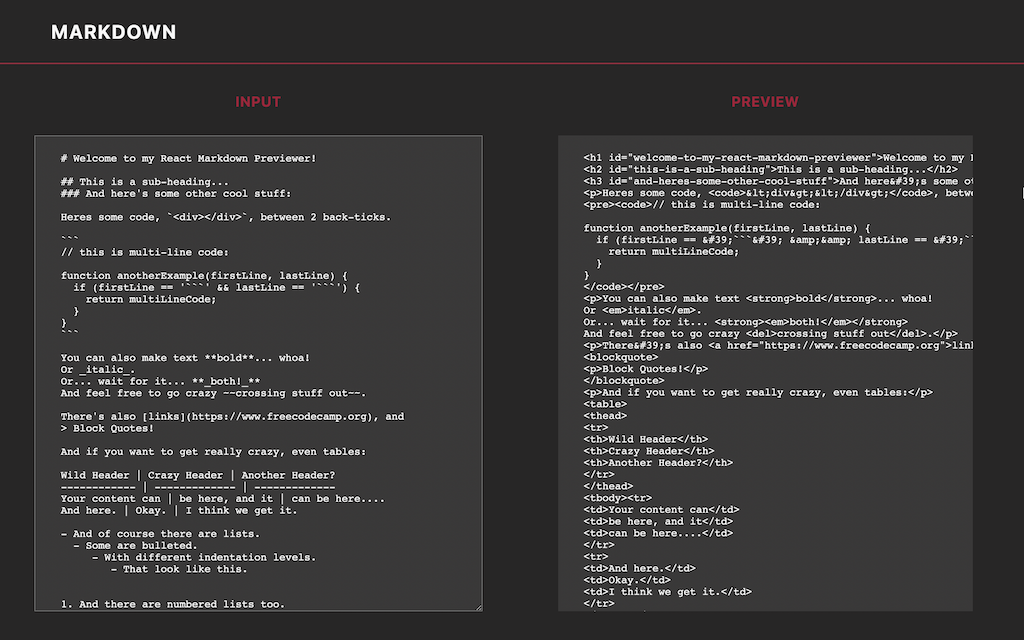 MARKDOWN
INPUT
# Welcome to my React Markdown Previewer!
## This is a sub-heading...
### And here's some other cool stuff:
Heres some code, `<div></div>`, between 2 back-ticks.
```
// this is multi-line code:
function anotherExample(firstLine, lastLine) {
if (firstLine == '```' && lastLine == '```') {
return multiLineCode;
}
}
```
You can also make text **bold**... whoa!
Or _italic_.
Or... wait for it... **_both!_**
And feel free to go crazy ~~crossing stuff out~~.
There's also [links](https://www.freecodecamp.org), and
> Block Quotes!
And if you want to get really crazy, even tables:
Wild Header | Crazy Header | Another Header?
------------ | ------------- | -------------
Your content can | be here, and it | can be here....
And here. | Okay. | I think we get it.
- And of course there are lists.
- Some are bulleted.
- With different indentation levels.
- That look like this.
1. And there are numbered lists too.
PREVIEW
<h1 id="welcome-to-my-react-markdown-previewer">Welcome to my
<h2 id="this-is-a-sub-heading">This is a sub-heading...</h2>
<h3 id="and-heres-some-other-cool-stuff">And here&#39;s some
<p>Heres some code, <code>&lt;div&gt;&lt;/div&gt;</code>,
<pre><code>// this is multi-line code:
function anotherExample(firstLine, lastLine) {
if (firstLine == &#39;```&#39; &amp;&amp; lastLine == &#39;`
return multiLineCode;
}
}
</code></pre>
<p>You can also make text <strong>bold</strong>... whoa!
Or <em>italic</em>.
Or... wait for it... <strong><em>both!</em></strong>
And feel free to go crazy <del>crossing stuff out</del>.</p>
<p>There&#39;s also <a href="https://www.freecodecamp.org">
<blockquote>
<p>Block Quotes!</p>
</blockquote>
<p>And if you want to get really crazy, even tables:</p>
<table>
<thead>
<tr>
<th>Wild Header</th>
<th>Crazy Header</th>
<th>Another Header?</th>
</tr>
</thead>
<tbody><tr>
<td>Your content can</td>
<td>be here, and it</td>
<td>can be here....</td>
</tr>
<tr>
<td>And here.</td>
<td>Okay.</td>
<td>I think we get it.</td>
</tr>